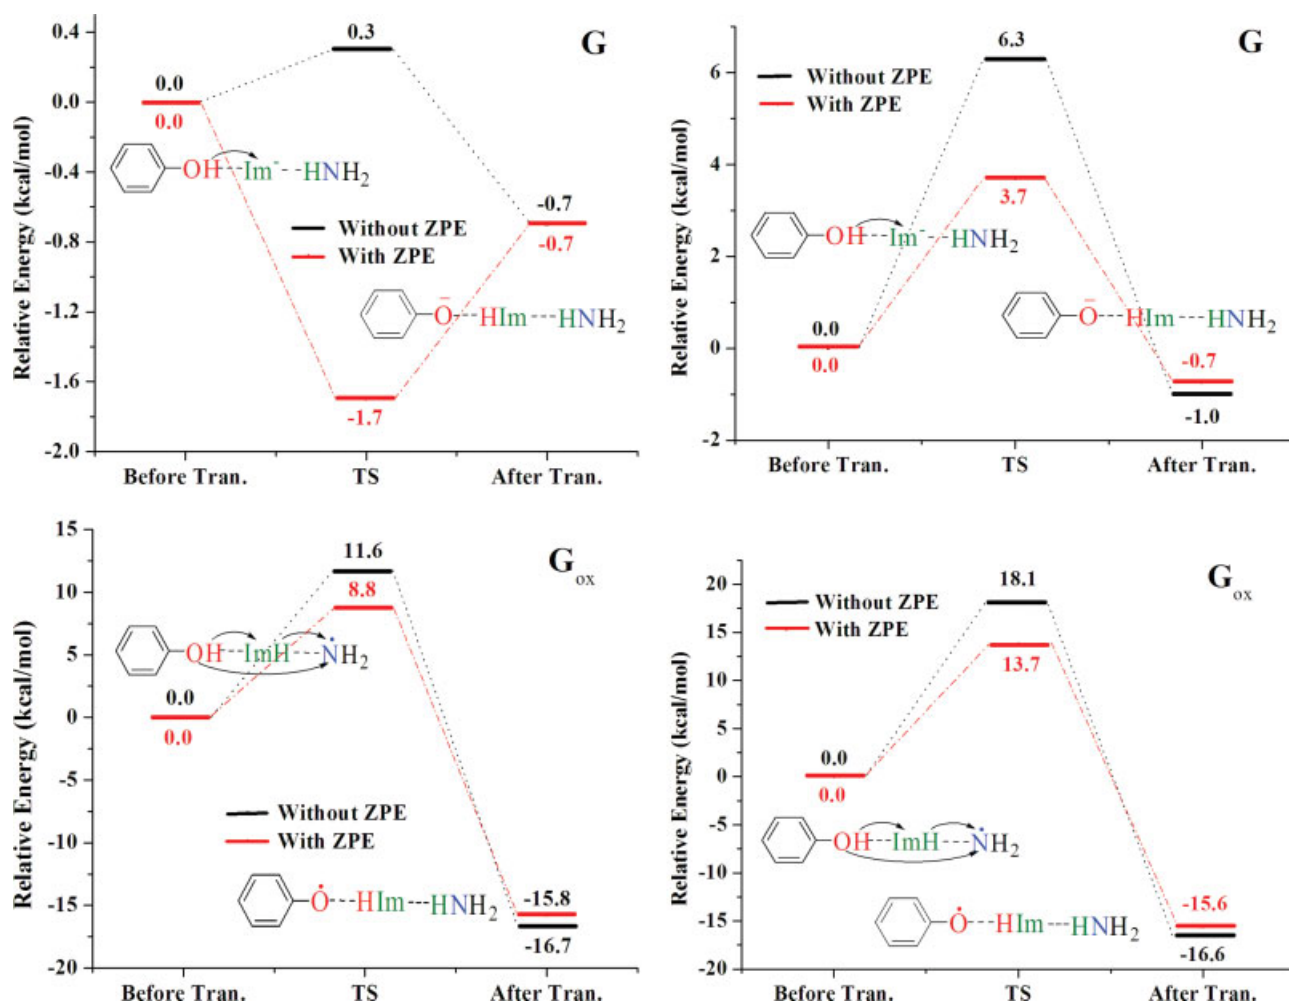 G
0.4
0.0
-0.4
-0.8
-1.2
-1.6
-2.0
Relative Energy (kcal/mol)
0.3
0.0
0.0
OH Im- HNH2
Without ZPE
With ZPE
-0.7
-0.7
O- HIm HNH2
-1.7
Before Tran. TS After Tran.
G
6
4
2
0
-2
Relative Energy (kcal/mol)
6.3
Without ZPE
With ZPE
3.7
OH Im- HNH2
0.0
0.0
O- HIm HNH2
-0.7
-1.0
Before Tran. TS After Tran.
Gox
15
10
5
0
-5
-10
-15
-20
Relative Energy (kcal/mol)
11.6
8.8
OH ImH N•H2
0.0
0.0
Without ZPE
With ZPE
O• HIm HNH2
-15.8
-16.7
Before Tran. TS After Tran.
Gox
20
15
10
5
0
-5
-10
-15
-20
Relative Energy (kcal/mol)
18.1
Without ZPE
With ZPE
13.7
0.0
0.0
OH ImH N•H2
O• HIm HNH2
-15.6
-16.6
Before Tran. TS After Tran.